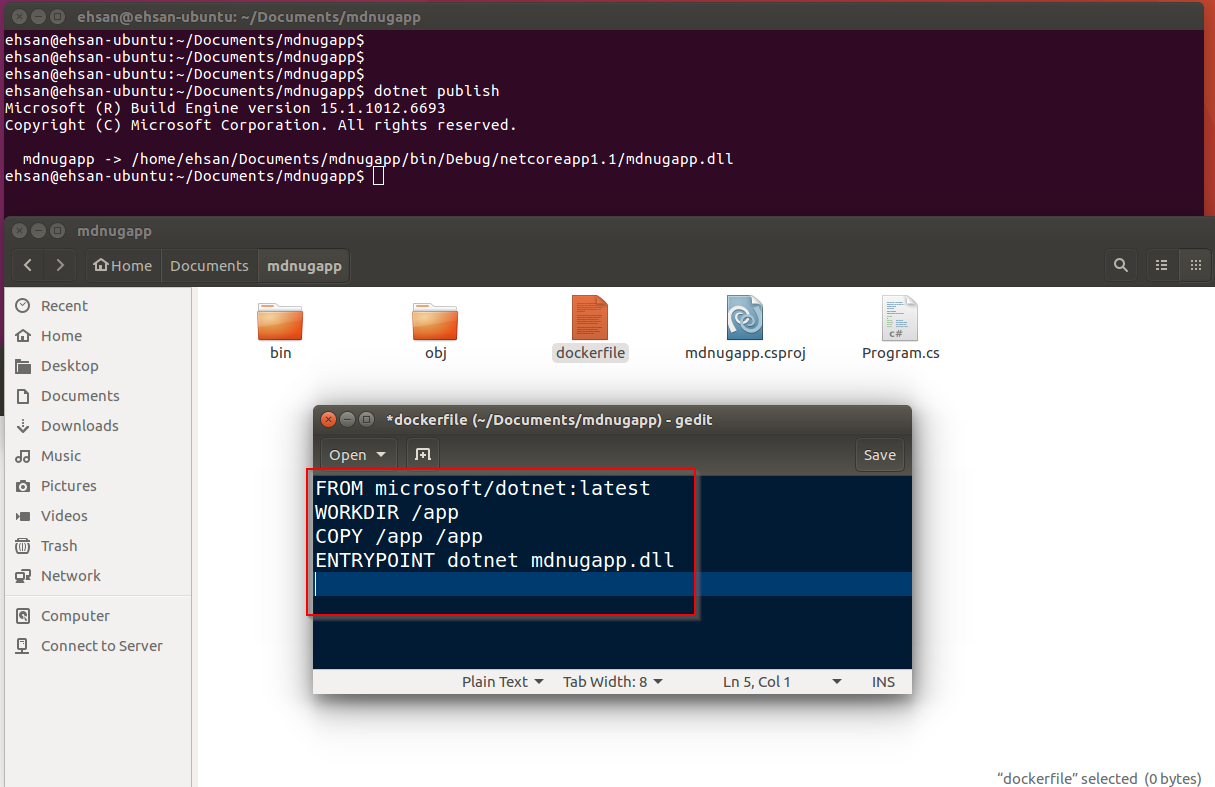 ehsan@ehsan-ubuntu: ~/Documents/mdnugapp
ehsan@ehsan-ubuntu:~/Documents/mdnugapp$
ehsan@ehsan-ubuntu:~/Documents/mdnugapp$
ehsan@ehsan-ubuntu:~/Documents/mdnugapp$
ehsan@ehsan-ubuntu:~/Documents/mdnugapp$ dotnet publish
Microsoft (R) Build Engine version 15.1.1012.6693
Copyright (C) Microsoft Corporation. All rights reserved.
mdnugapp -> /home/ehsan/Documents/mdnugapp/bin/Debug/netcoreapp1.1/mdnugapp.dll
ehsan@ehsan-ubuntu:~/Documents/mdnugapp$
mdnugapp
Home Documents mdnugapp
Recent
Home
Desktop
Documents
Downloads
Music
Pictures
Videos
Trash
Network
Computer
Connect to Server
bin obj dockerfile mdnugapp.csproj Program.cs
c#
*dockerfile (~/Documents/mdnugapp) - gedit
Open Save
FROM microsoft/dotnet:latest
WORKDIR /app
COPY /app /app
ENTRYPOINT dotnet mdnugapp.dll
Plain Text Tab Width: 8 Ln 5, Col 1 INS
“dockerfile” selected (0 bytes)